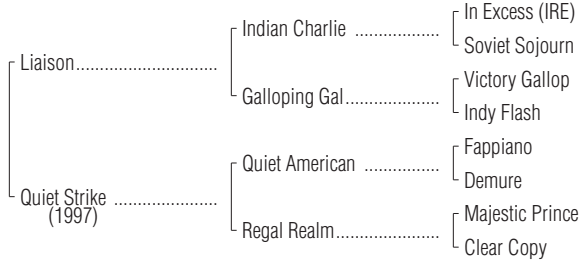 In Excess (IRE)
Indian Charlie ..................
Soviet Sojourn
Liaison..............................
Victory Gallop
Galloping Gal.....................
Indy Flash
Fappiano
Quiet American .................
Demure
Quiet Strike ......................
(1997)
Majestic Prince
Regal Realm.......................
Clear Copy